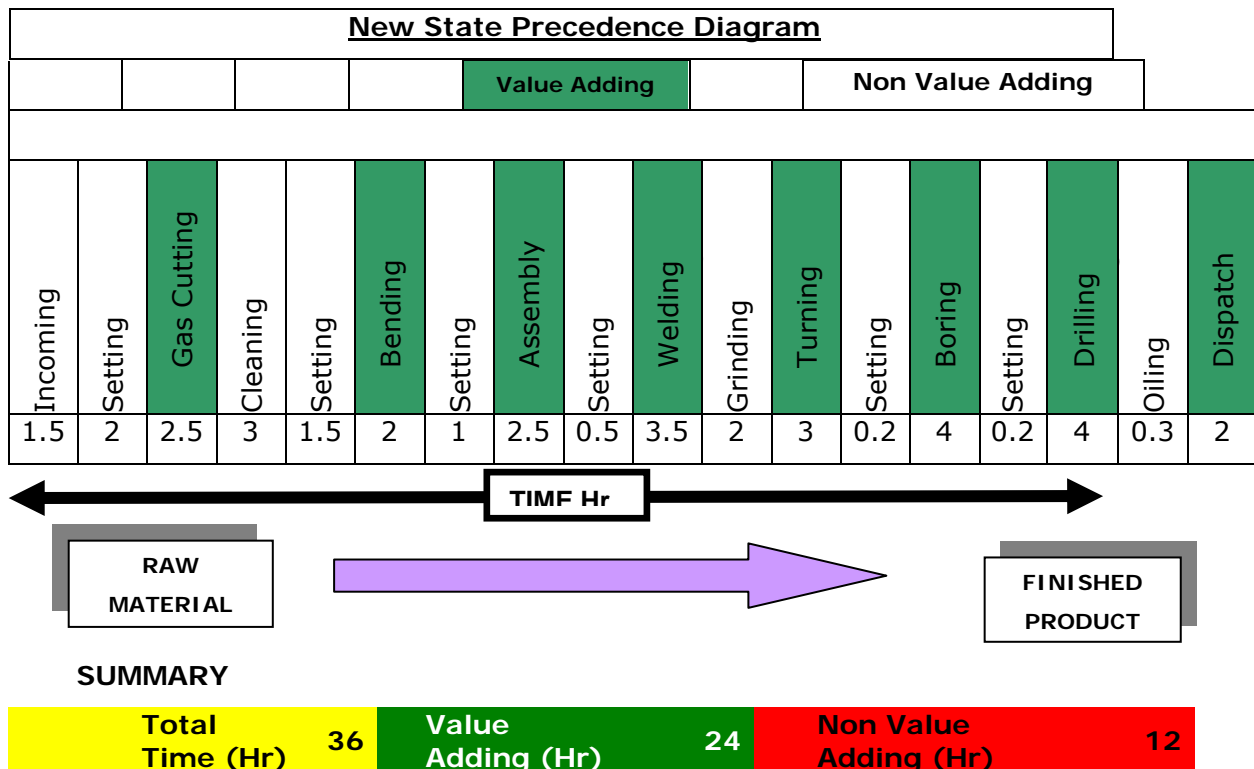 New State Precedence Diagram
Value Adding
Non Value Adding
Incoming
Setting
Gas Cutting
Cleaning
Setting
Bending
Setting
Assembly
Setting
Welding
Grinding
Turning
Setting
Boring
Setting
Drilling
Oiling
Dispatch
1.5 2 2.5 3 1.5 2 1 2.5 0.5 3.5 2 3 0.2 4 0.2 4 0.3 2
TIME Hr
RAW
MATERIAL
FINISHED
PRODUCT
SUMMARY
Total
Time (Hr)
36
Value
Adding (Hr)
24
Non Value
Adding (Hr)
12